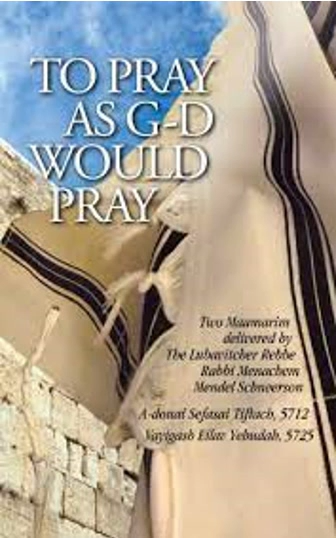 TO PRAY
AS G-D
WOULD
PRAY
Two Maamarim
delivered by
The Lubavitcher Rebbe
Rabbi Menachem
Mendel Schneerson
A-donai Sefasai Tiftach, 5712
Vayigash Eilav Yehudah, 5725